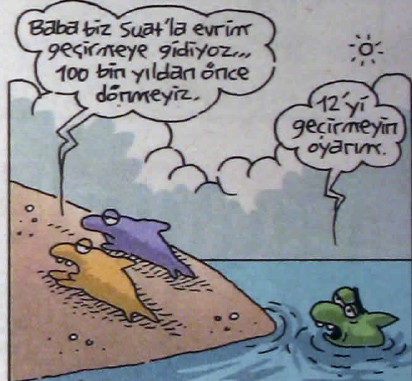 Baba biz Suat'la evrim
geçirmeye gidiyoz...
100 bin yıldan önce
dönmeyiz.
12'yi
geçirmeyin
oyarım.